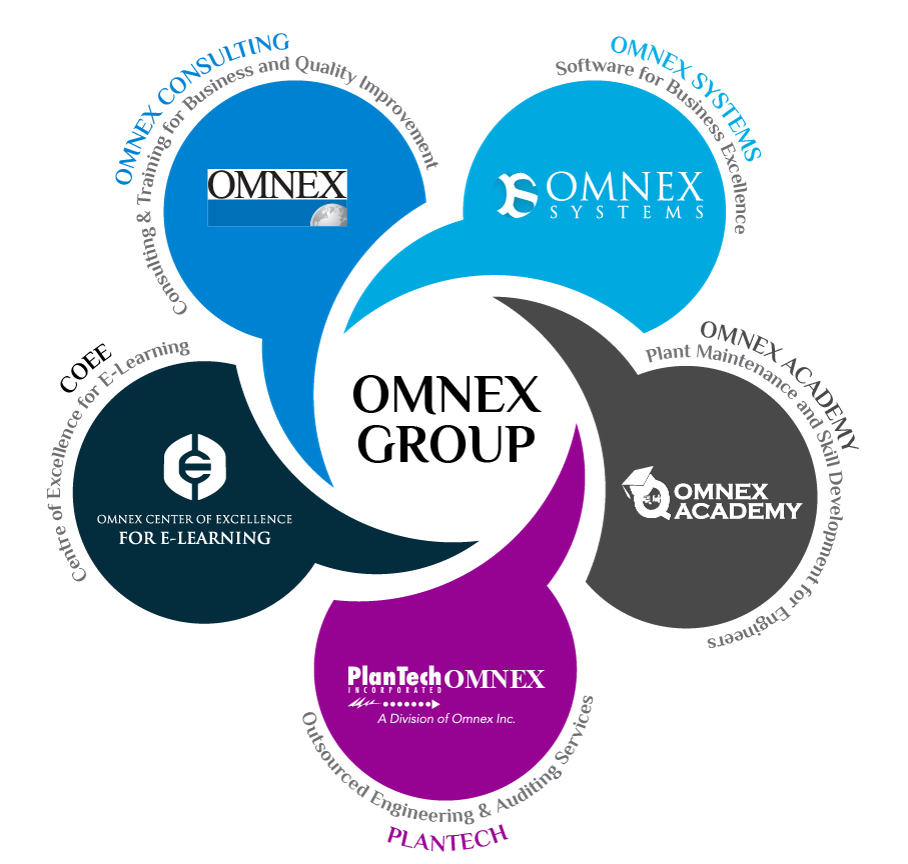 OMNEX CONSULTING
Consulting & Training for Business and Quality Improvement
OMNEX
OMNEX SYSTEMS
Software for Business Excellence
OMNEX
SYSTEMS
COEE
Centre of Excellence for E-Learning
OMNEX CENTER OF EXCELLENCE
FOR E-LEARNING
OMNEX
GROUP
OMNEX ACADEMY
Plant Maintenance and Skill Development for Engineers
OMNEX
ACADEMY
PlanTech OMNEX
INCORPORATED
A Division of Omnex Inc.
Outsourced Engineering & Auditing Services
PLANTECH